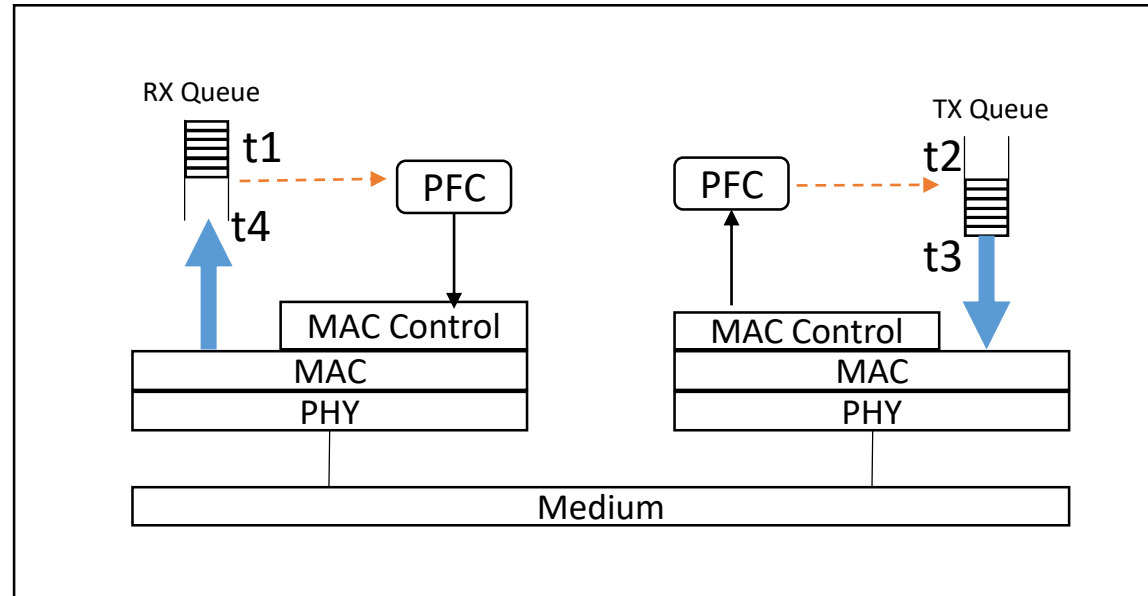 RX Queue
TX Queue
t1
t2
PFC
PFC
t4
t3
MAC Control
MAC Control
MAC
MAC
PHY
PHY
Medium